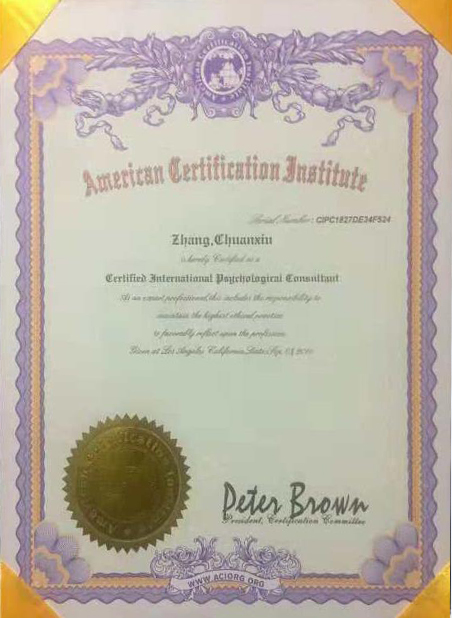 American Certification Institute
Serial Number: CIPC1827DE34F524
Zhang,Chuanxin
is hereby Certified as a
Certified International Psychological Consultant
As an expert professional, this includes the responsibility to
maintain the highest ethical practice
to favorably reflect upon the profession.
Given at Los Angeles California, State, Sep,
Peter Brown
President, Certification Committee
WWW.ACIORG.ORG